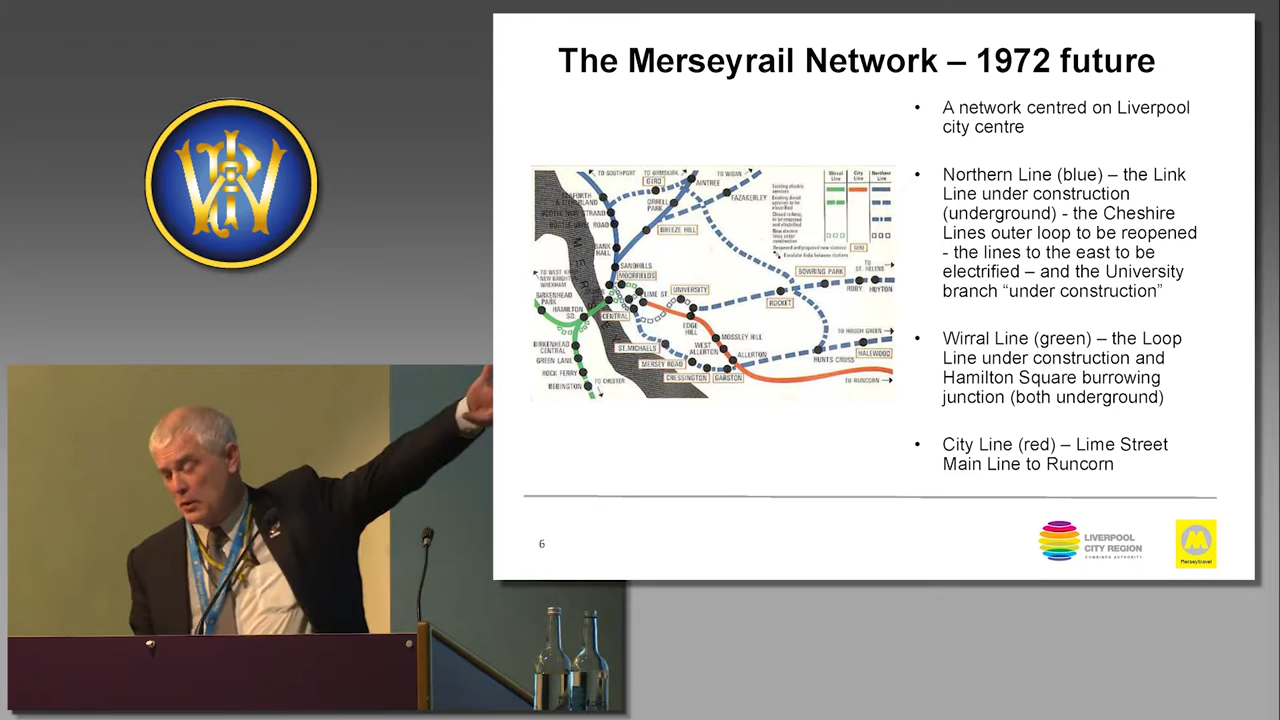 The Merseyrail Network – 1972 future
• A network centred on Liverpool
city centre
• Northern Line (blue) – the Link
Line under construction
(underground) - the Cheshire
Lines outer loop to be reopened
- the lines to the east to be
electrified – and the University
branch “under construction”
• Wirral Line (green) – the Loop
Line under construction and
Hamilton Square burrowing
junction (both underground)
• City Line (red) – Lime Street
Main Line to Runcorn
TO SOUTHPORT
TO ORMSKIRK
TO WIGAN
GIRO
AINTREE
ORRELL
PARK
FAZAKERLEY
BREEZE HILL
BANK
HALL
SANDHILLS
MOORFIELDS
LIME ST.
UNIVERSITY
CENTRAL
EDGE
HILL
ROCKET
BOWRING PARK
TO ST.
HELENS
ROBY
HUYTON
BIRKENHEAD
PARK
HAMILTON
SQ.
BIRKENHEAD
CENTRAL
GREEN LANE
ROCK FERRY
BEBINGTON
TO CHESTER
ST. MICHAELS
MERSEY ROAD
CRESSINGTON
GARSTON
MOSSLEY HILL
WEST
ALLERTON
ALLERTON
HUNTS CROSS
TO HOUGH GREEN
HALEWOOD
TO RUNCORN
Wirral
Line
City
Line
Northern
Line
6
LIVERPOOL
CITY REGION
COMBINED AUTHORITY
Merseytravel